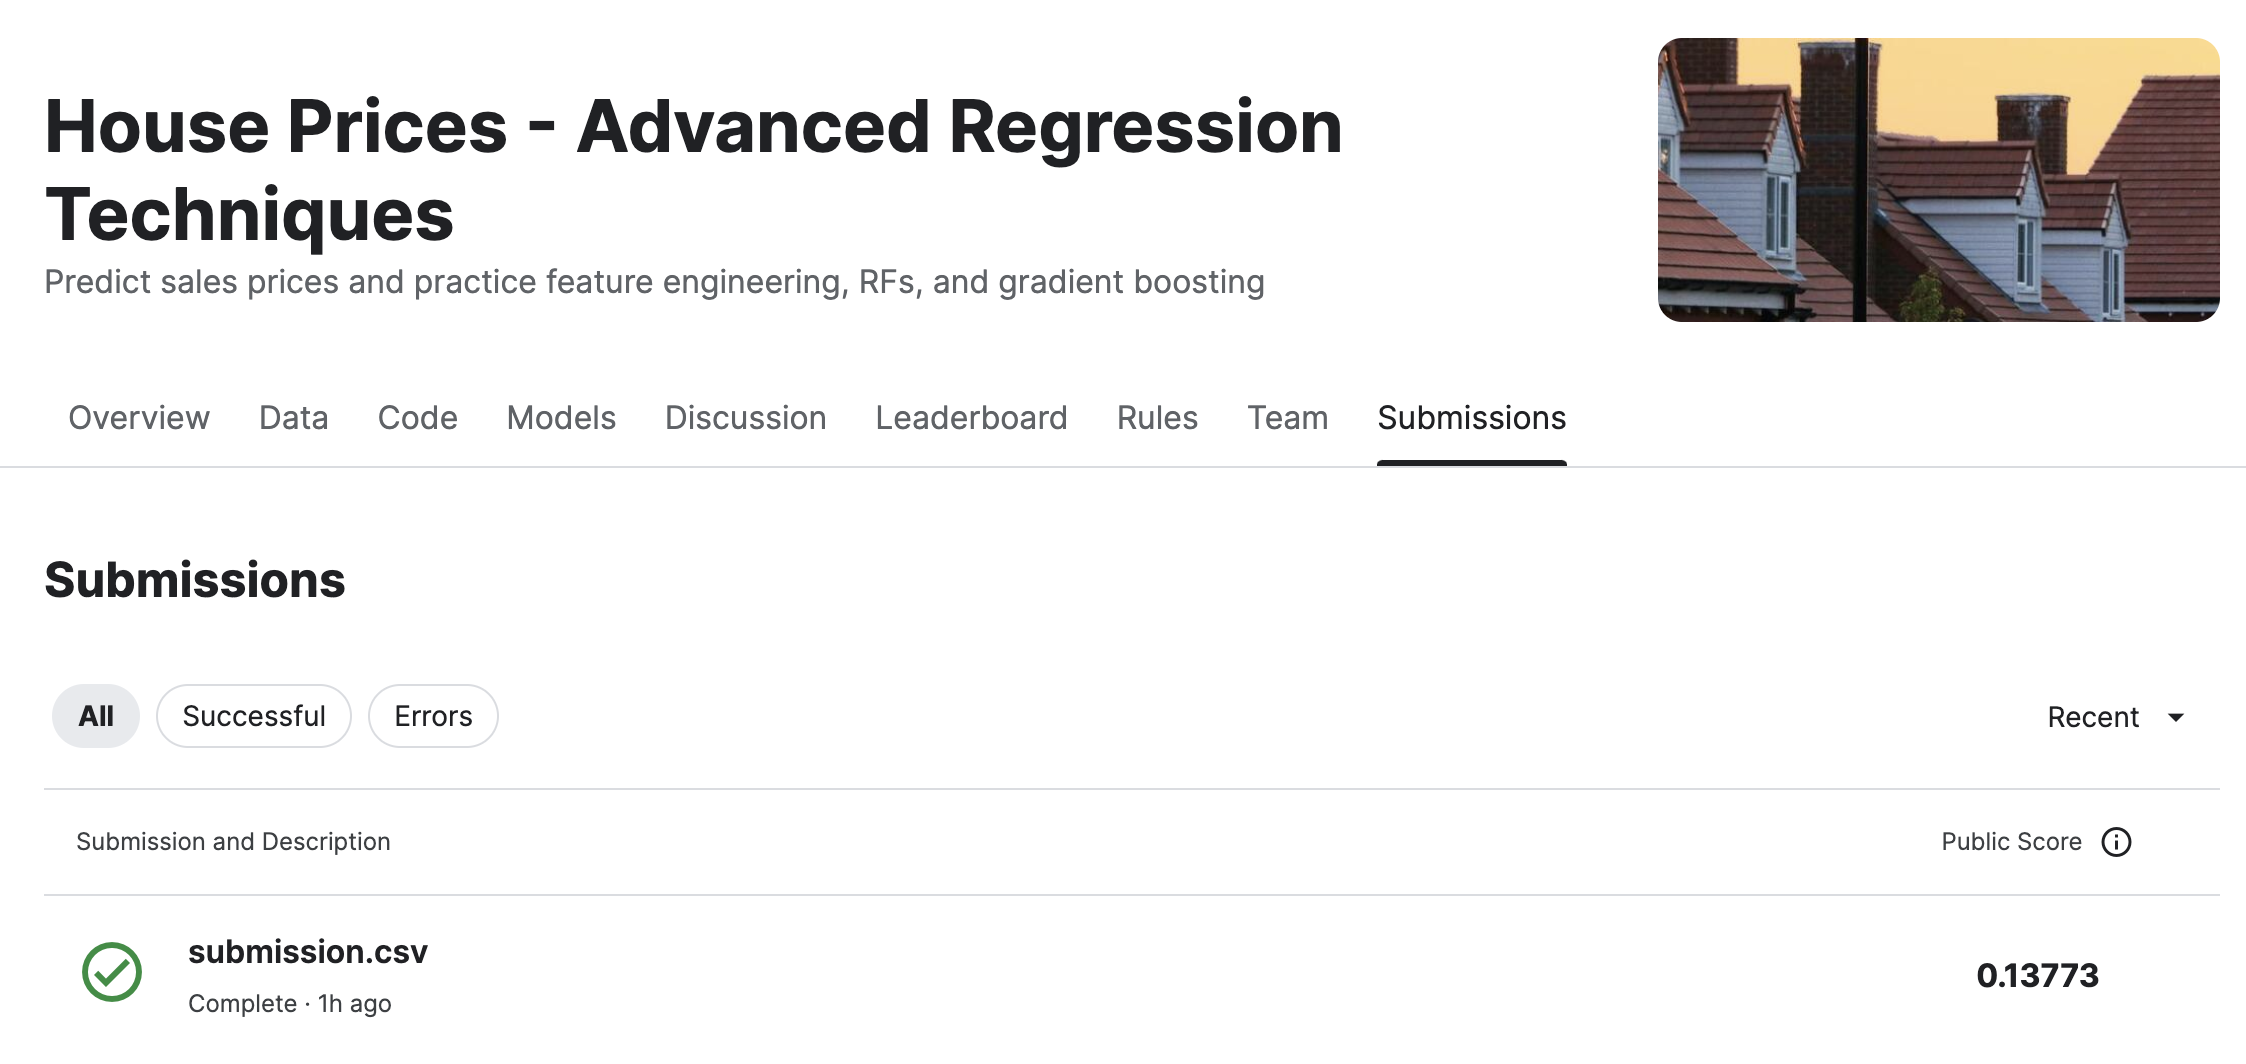 House Prices - Advanced Regression
Techniques
Predict sales prices and practice feature engineering, RFs, and gradient boosting
Overview Data Code Models Discussion Leaderboard Rules Team Submissions
Submissions
All Successful Errors Recent
Submission and Description Public Score
submission.csv
0.13773
Complete · 1h ago